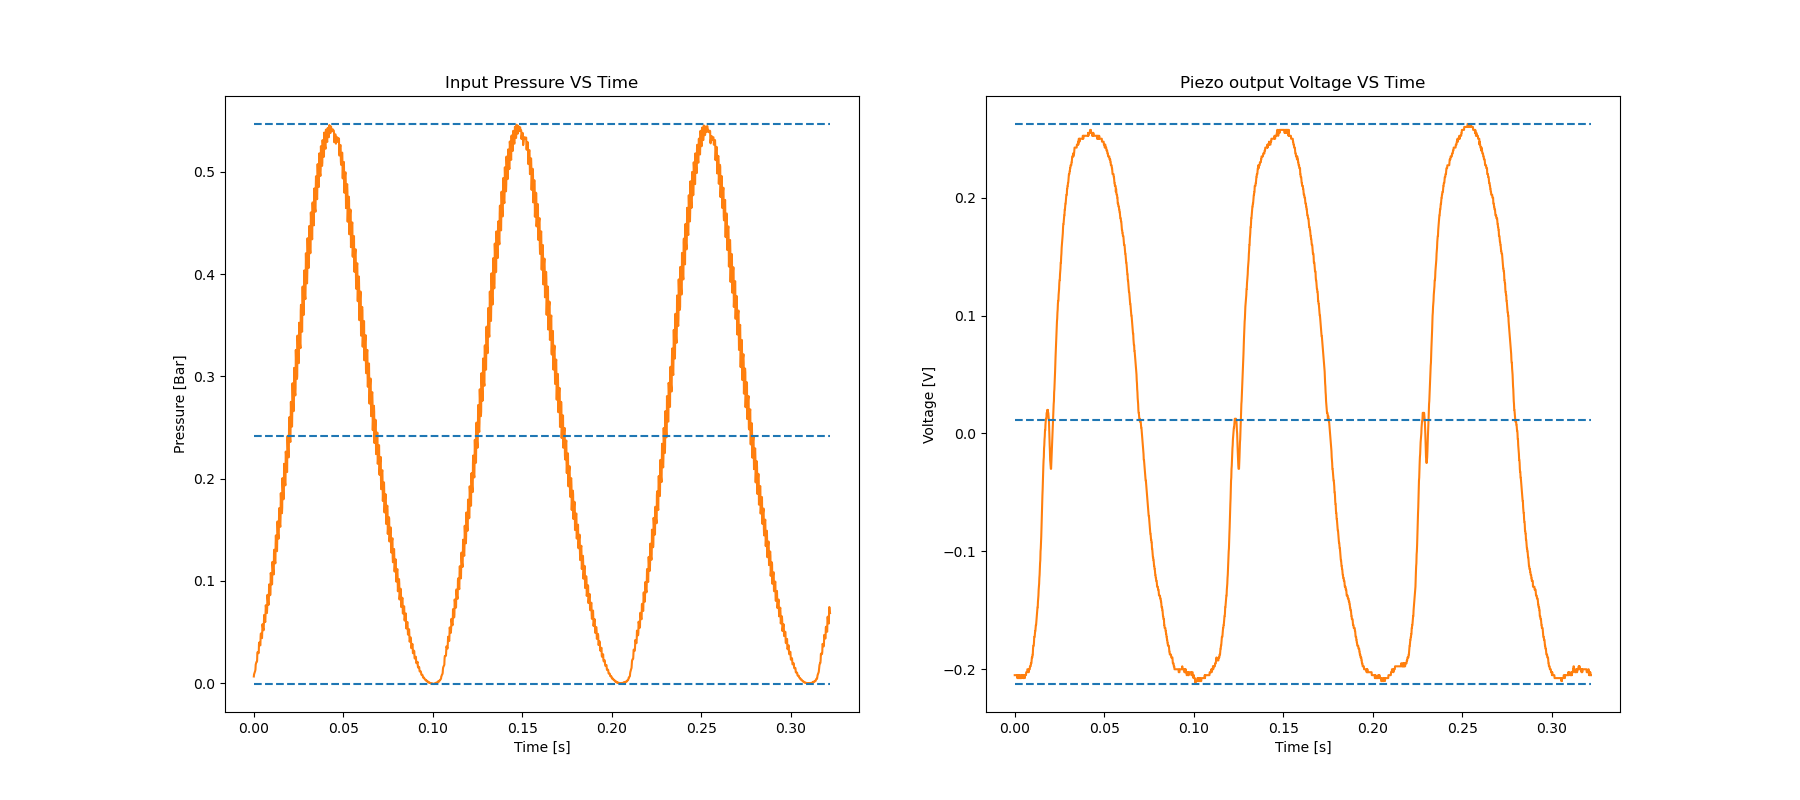 Input Pressure VS Time
Pressure [Bar]
0.5
0.4
0.3
0.2
0.1
0.0
0.00 0.05 0.10 0.15 0.20 0.25 0.30
Time [s]
Piezo output Voltage VS Time
Voltage [V]
0.2
0.1
0.0
−0.1
−0.2
0.00 0.05 0.10 0.15 0.20 0.25 0.30
Time [s]